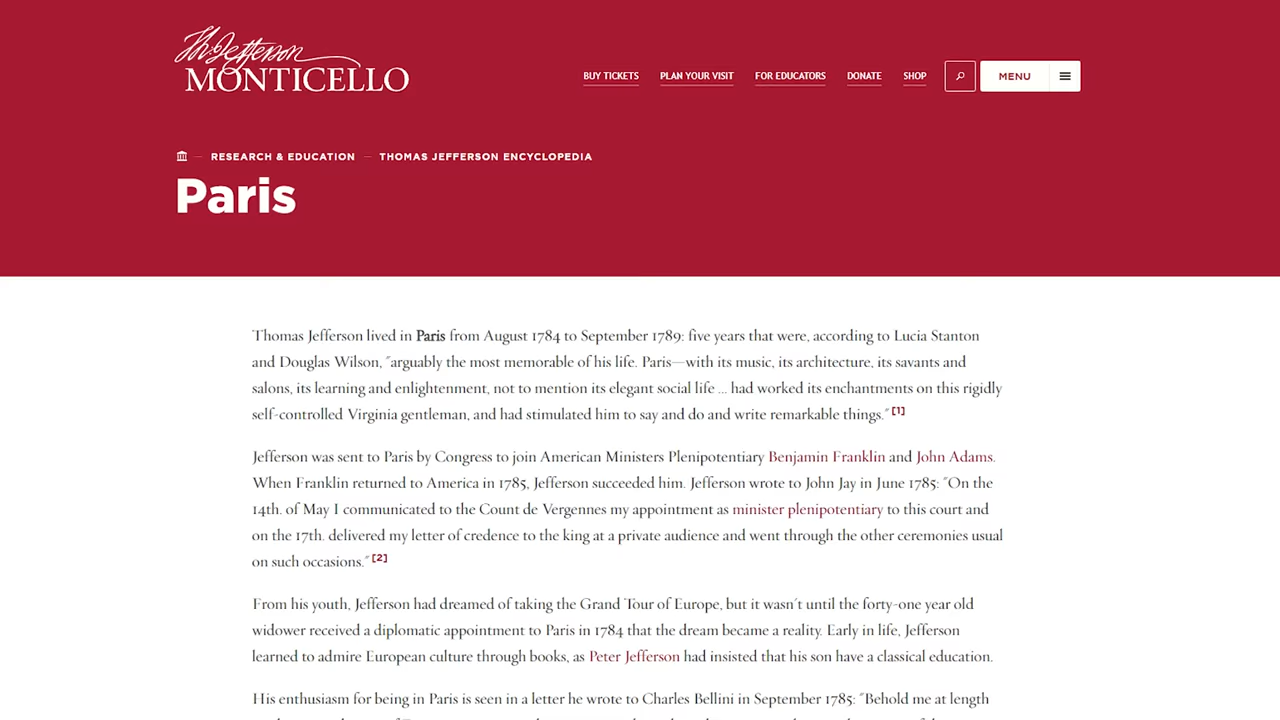 Th. Jefferson
MONTICELLO
BUY TICKETS PLAN YOUR VISIT FOR EDUCATORS DONATE SHOP MENU
RESEARCH & EDUCATION — THOMAS JEFFERSON ENCYCLOPEDIA
Paris
Thomas Jefferson lived in Paris from August 1784 to September 1789: five years that were, according to Lucia Stanton
and Douglas Wilson, "arguably the most memorable of his life. Paris—with its music, its architecture, its savants and
salons, its learning and enlightenment, not to mention its elegant social life ... had worked its enchantments on this rigidly
self-controlled Virginia gentleman, and had stimulated him to say and do and write remarkable things." [1]
Jefferson was sent to Paris by Congress to join American Ministers Plenipotentiary Benjamin Franklin and John Adams.
When Franklin returned to America in 1785, Jefferson succeeded him. Jefferson wrote to John Jay in June 1785: "On the
14th. of May I communicated to the Count de Vergennes my appointment as minister plenipotentiary to this court and
on the 17th. delivered my letter of credence to the king at a private audience and went through the other ceremonies usual
on such occasions." [2]
From his youth, Jefferson had dreamed of taking the Grand Tour of Europe, but it wasn't until the forty-one year old
widower received a diplomatic appointment to Paris in 1784 that the dream became a reality. Early in life, Jefferson
learned to admire European culture through books, as Peter Jefferson had insisted that his son have a classical education.
His enthusiasm for being in Paris is seen in a letter he wrote to Charles Bellini in September 1785: "Behold me at length